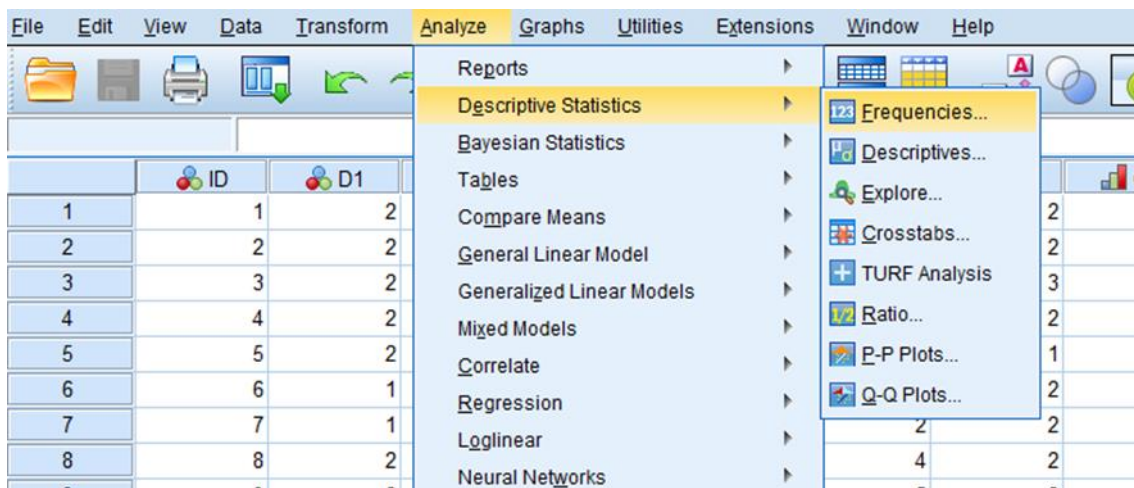 File Edit View Data Transform Analyze Graphs Utilities Extensions Window Help
Reports
Descriptive Statistics
Bayesian Statistics
Tables
Compare Means
General Linear Model
Generalized Linear Models
Mixed Models
Correlate
Regression
Loglinear
Neural Networks
A
123 Frequencies...
Descriptives...
Explore...
Crosstabs...
TURF Analysis
1/2 Ratio...
P-P Plots...
Q-Q Plots...
ID D1
1 1 2 2
2 2 2 2
3 3 2 3
4 4 2 2
5 5 2 1
6 6 1 2
7 7 1 2 2
8 8 2 4 2